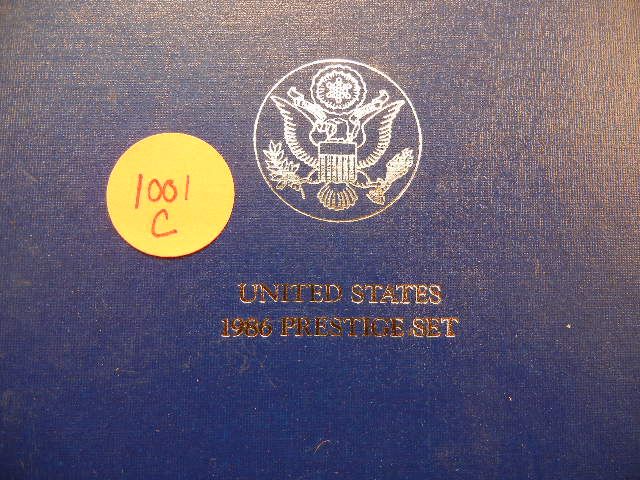 1001
C
UNITED STATES
1986 PRESTIGE SET